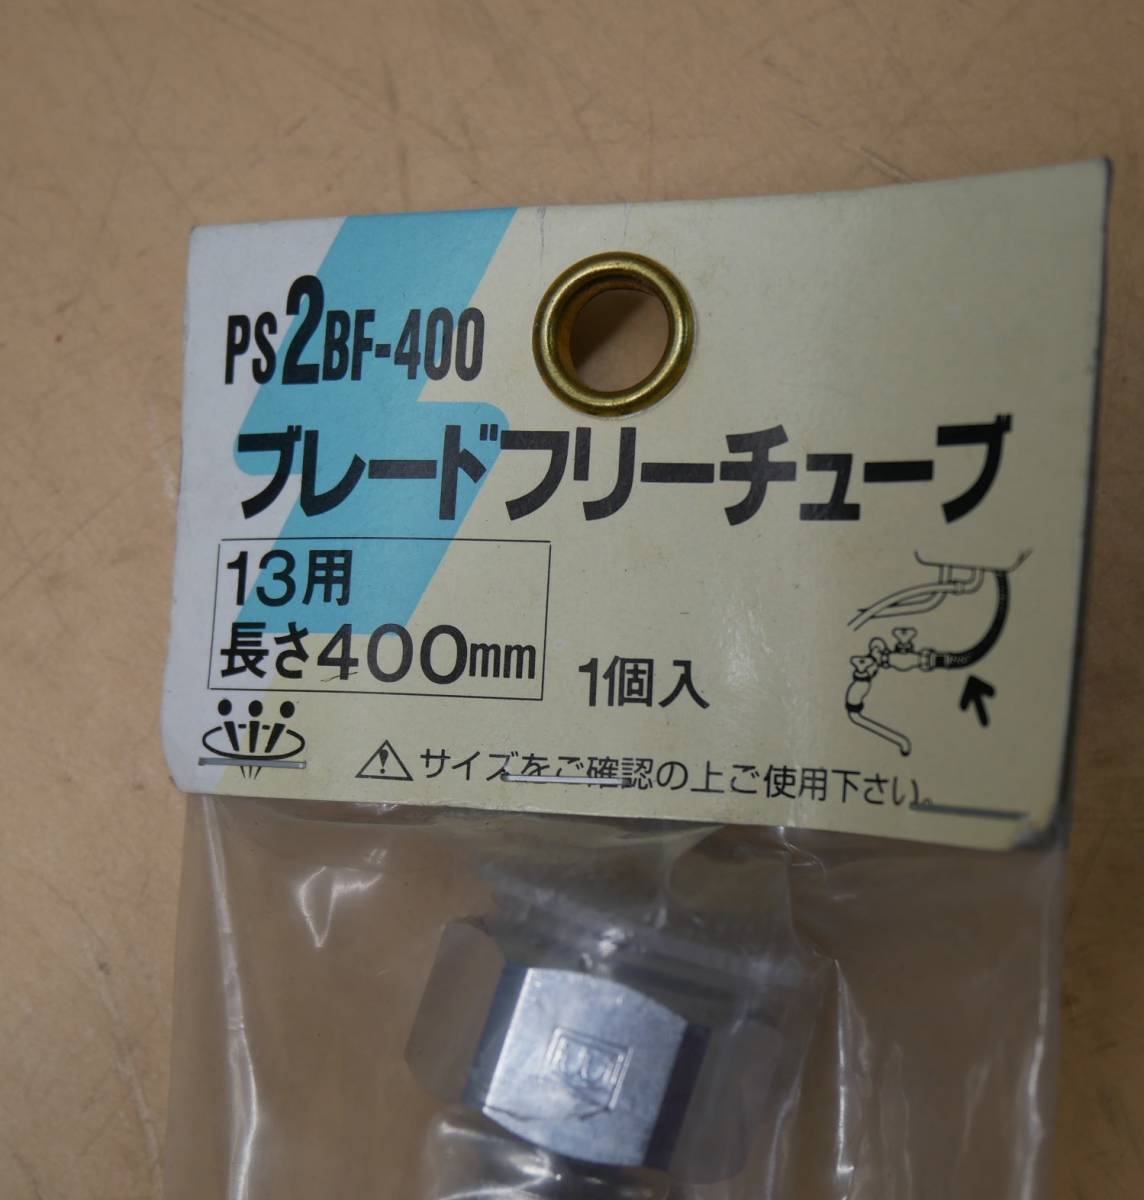 PS2BF-400
ブレードフリーチューブ
13用
長さ400mm
1個入
サイズをご確認の上ご使用下さい。